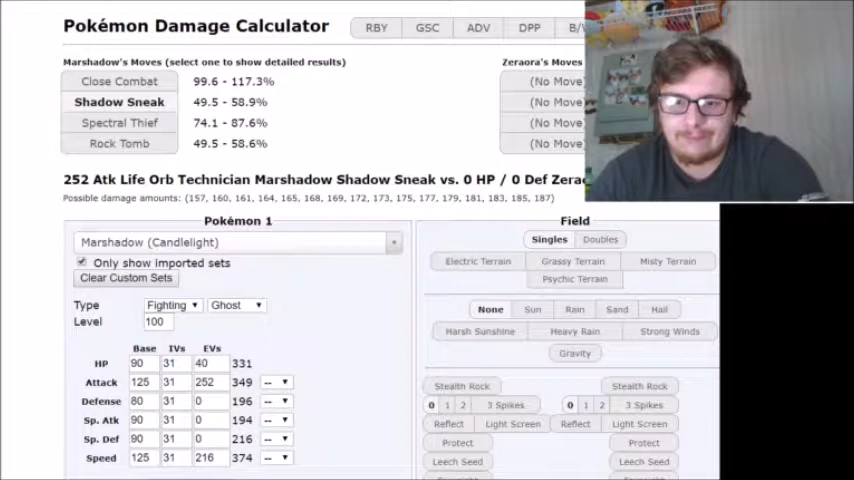 Pokémon Damage Calculator
RBY GSC ADV DPP B/
Marshadow's Moves (select one to show detailed results)
Close Combat 99.6 - 117.3%
Shadow Sneak 49.5 - 58.9%
Spectral Thief 74.1 - 87.6%
Rock Tomb 49.5 - 58.6%
Zeraora's Moves
(No Move)
(No Move)
(No Move)
(No Move)
252 Atk Life Orb Technician Marshadow Shadow Sneak vs. 0 HP / 0 Def Zerao
Possible damage amounts: (157, 160, 161, 164, 165, 168, 169, 172, 173, 175, 177, 179, 181, 183, 185, 187)
Pokémon 1
Marshadow (Candlelight)
Only show imported sets
Clear Custom Sets
Type Fighting Ghost
Level 100
Base IVs EVs
HP 90 31 40 331
Attack 125 31 252 349 --
Defense 80 31 0 196 --
Sp. Atk 90 31 0 194 --
Sp. Def 90 31 0 216 --
Speed 125 31 216 374 --
Field
Singles Doubles
Electric Terrain Grassy Terrain Misty Terrain
Psychic Terrain
None Sun Rain Sand Hail
Harsh Sunshine Heavy Rain Strong Winds
Gravity
Stealth Rock Stealth Rock
0 1 2 3 Spikes 0 1 2 3 Spikes
Reflect Light Screen Reflect Light Screen
Protect Protect
Leech Seed Leech Seed